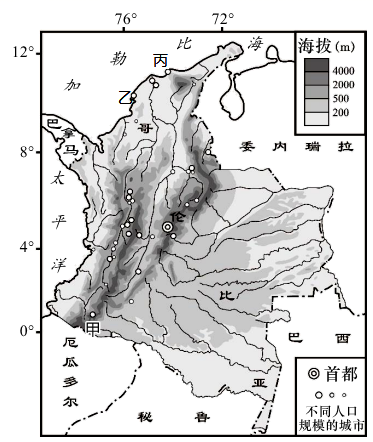 76° 72°
12°
8°
4°
0°
加勒比海
丙
乙
甲
海拔(m)
4000
2000
500
200
巴拿马
哥伦比亚
委内瑞拉
太平洋
巴西
厄瓜多尔
秘鲁
首都
不同人口
规模的城市